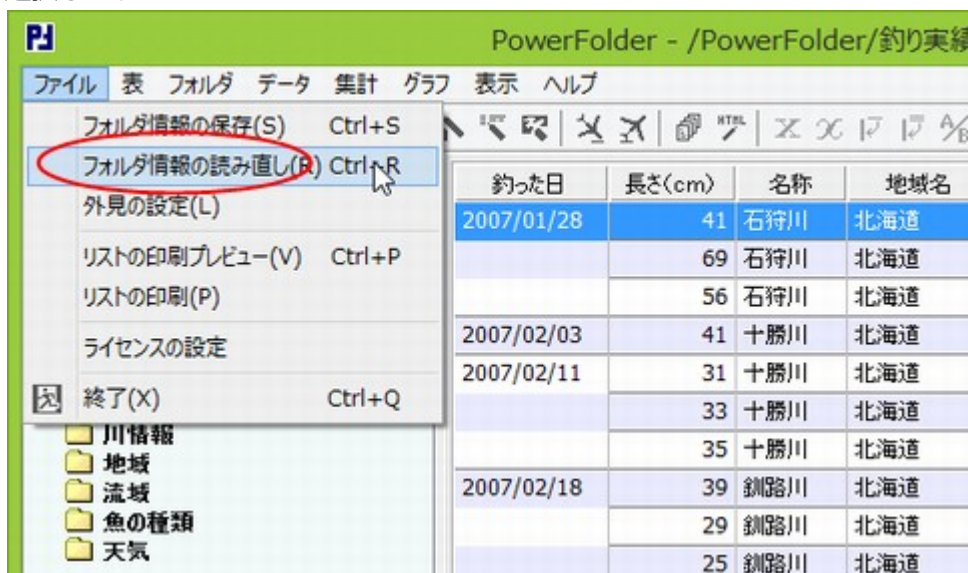 PowerFolder - /PowerFolder/釣り実績
ファイル 表 フォルダ データ 集計 グラフ 表示 ヘルプ
フォルダ情報の保存(S) Ctrl+S
フォルダ情報の読み直し(R) Ctrl+R
外見の設定(L)
リストの印刷プレビュー(V) Ctrl+P
リストの印刷(P)
ライセンスの設定
終了(X) Ctrl+Q
川情報
地域
流域
魚の種類
天気
釣った日 長さ(cm) 名称 地域名
2007/01/28 41 石狩川 北海道
69 石狩川 北海道
56 石狩川 北海道
2007/02/03 41 十勝川 北海道
2007/02/11 31 十勝川 北海道
33 十勝川 北海道
35 十勝川 北海道
2007/02/18 39 釧路川 北海道
29 釧路川 北海道
25 釧路川 北海道